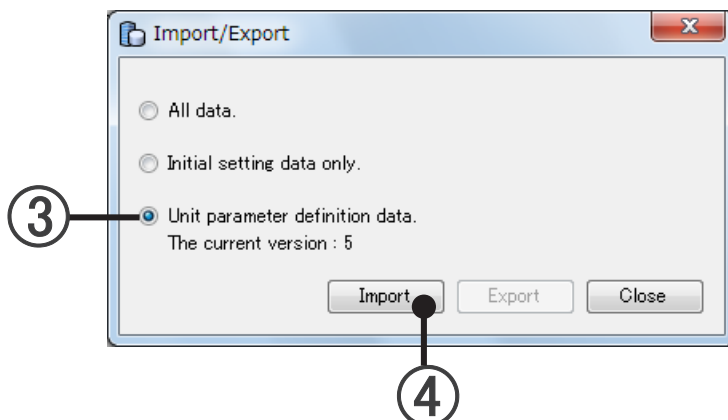 Import/Export
All data.
Initial setting data only.
③
Unit parameter definition data.
The current version : 5
Import
Export
Close
④